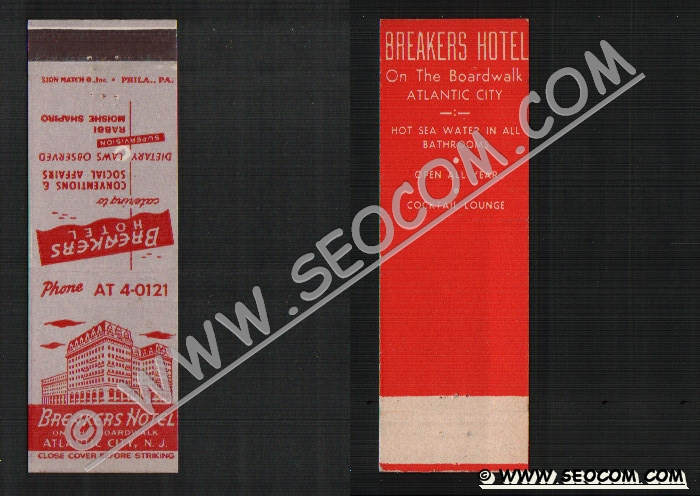 SION MATCH ©., Inc. • PHILA., PA.
catering to
CONVENTIONS &
SOCIAL AFFAIRS
DIETARY LAWS OBSERVED
SUPERVISION
RABBI
MOISHE SHAPIRO
BREAKERS
HOTEL
Phone AT 4-0121
BREAKERS HOTEL
ON THE BOARDWALK
ATLANTIC CITY, N. J.
CLOSE COVER BEFORE STRIKING
BREAKERS HOTEL
On The Boardwalk
ATLANTIC CITY
HOT SEA WATER IN ALL
BATHROOMS
OPEN ALL YEAR
COCKTAIL LOUNGE
© WWW.SEOCOM.COM
© WWW.SEOCOM.COM